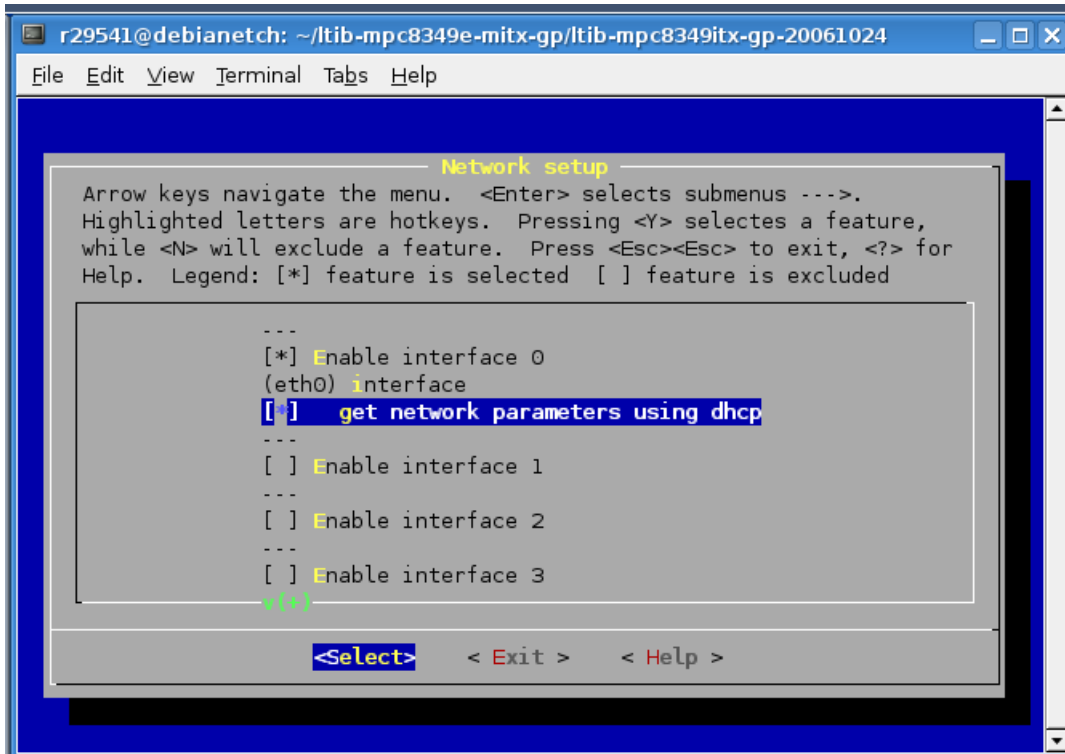 r29541@debianetch: ~/ltib-mpc8349e-mitx-gp/ltib-mpc8349itx-gp-20061024
File Edit View Terminal Tabs Help
Network setup
Arrow keys navigate the menu. <Enter> selects submenus --->.
Highlighted letters are hotkeys. Pressing <Y> selectes a feature,
while <N> will exclude a feature. Press <Esc><Esc> to exit, <?> for
Help. Legend: [*] feature is selected [ ] feature is excluded
---
[*] Enable interface 0
(eth0) interface
[*] get network parameters using dhcp
---
[ ] Enable interface 1
---
[ ] Enable interface 2
---
[ ] Enable interface 3
v(+)
<Select> < Exit > < Help >